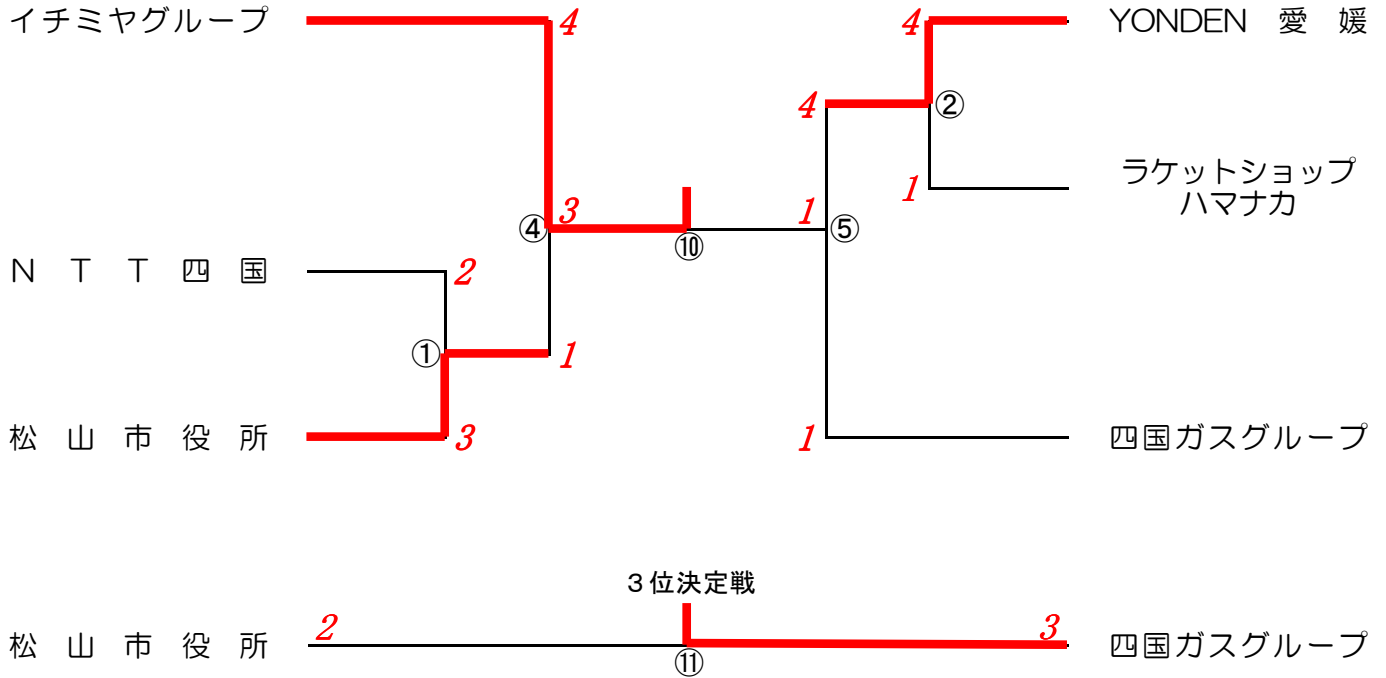 イチミヤグループ 4 4 YONDEN 愛 媛
4 ②
ラケットショップ
1 ハマナカ
④ 3 ⑩ 1 ⑤
N T T 四 国 2
① 1
松 山 市 役 所 3 1 四国ガスグループ
３位決定戦
松 山 市 役 所 2 ⑪ 3 四国ガスグループ